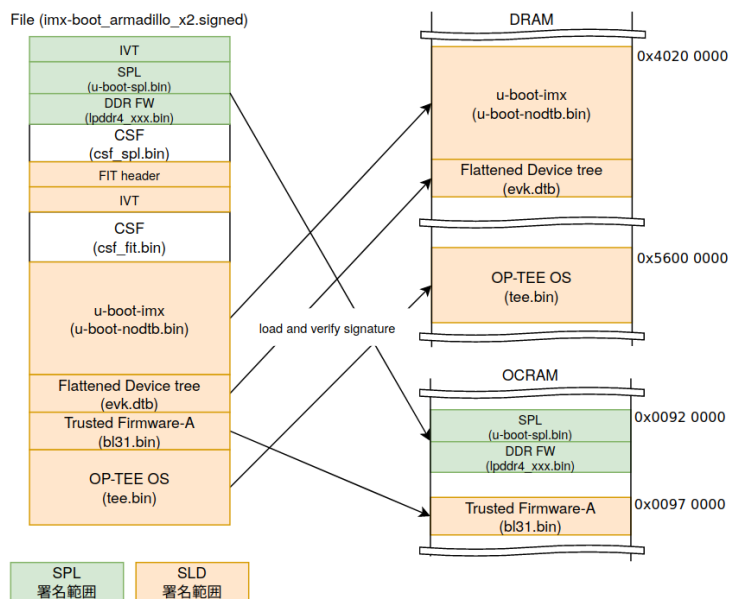 File (imx-boot_armadillo_x2.signed)
IVT
SPL
(u-boot-spl.bin)
DDR FW
(lpddr4_xxx.bin)
CSF
(csf_spl.bin)
FIT header
IVT
CSF
(csf_fit.bin)
u-boot-imx
(u-boot-nodtb.bin)
Flattened Device tree
(evk.dtb)
Trusted Firmware-A
(bl31.bin)
OP-TEE OS
(tee.bin)
load and verify signature
DRAM
0x4020 0000
u-boot-imx
(u-boot-nodtb.bin)
Flattened Device tree
(evk.dtb)
0x5600 0000
OP-TEE OS
(tee.bin)
OCRAM
0x0092 0000
SPL
(u-boot-spl.bin)
DDR FW
(lpddr4_xxx.bin)
0x0097 0000
Trusted Firmware-A
(bl31.bin)
SPL
署名範囲
SLD
署名範囲